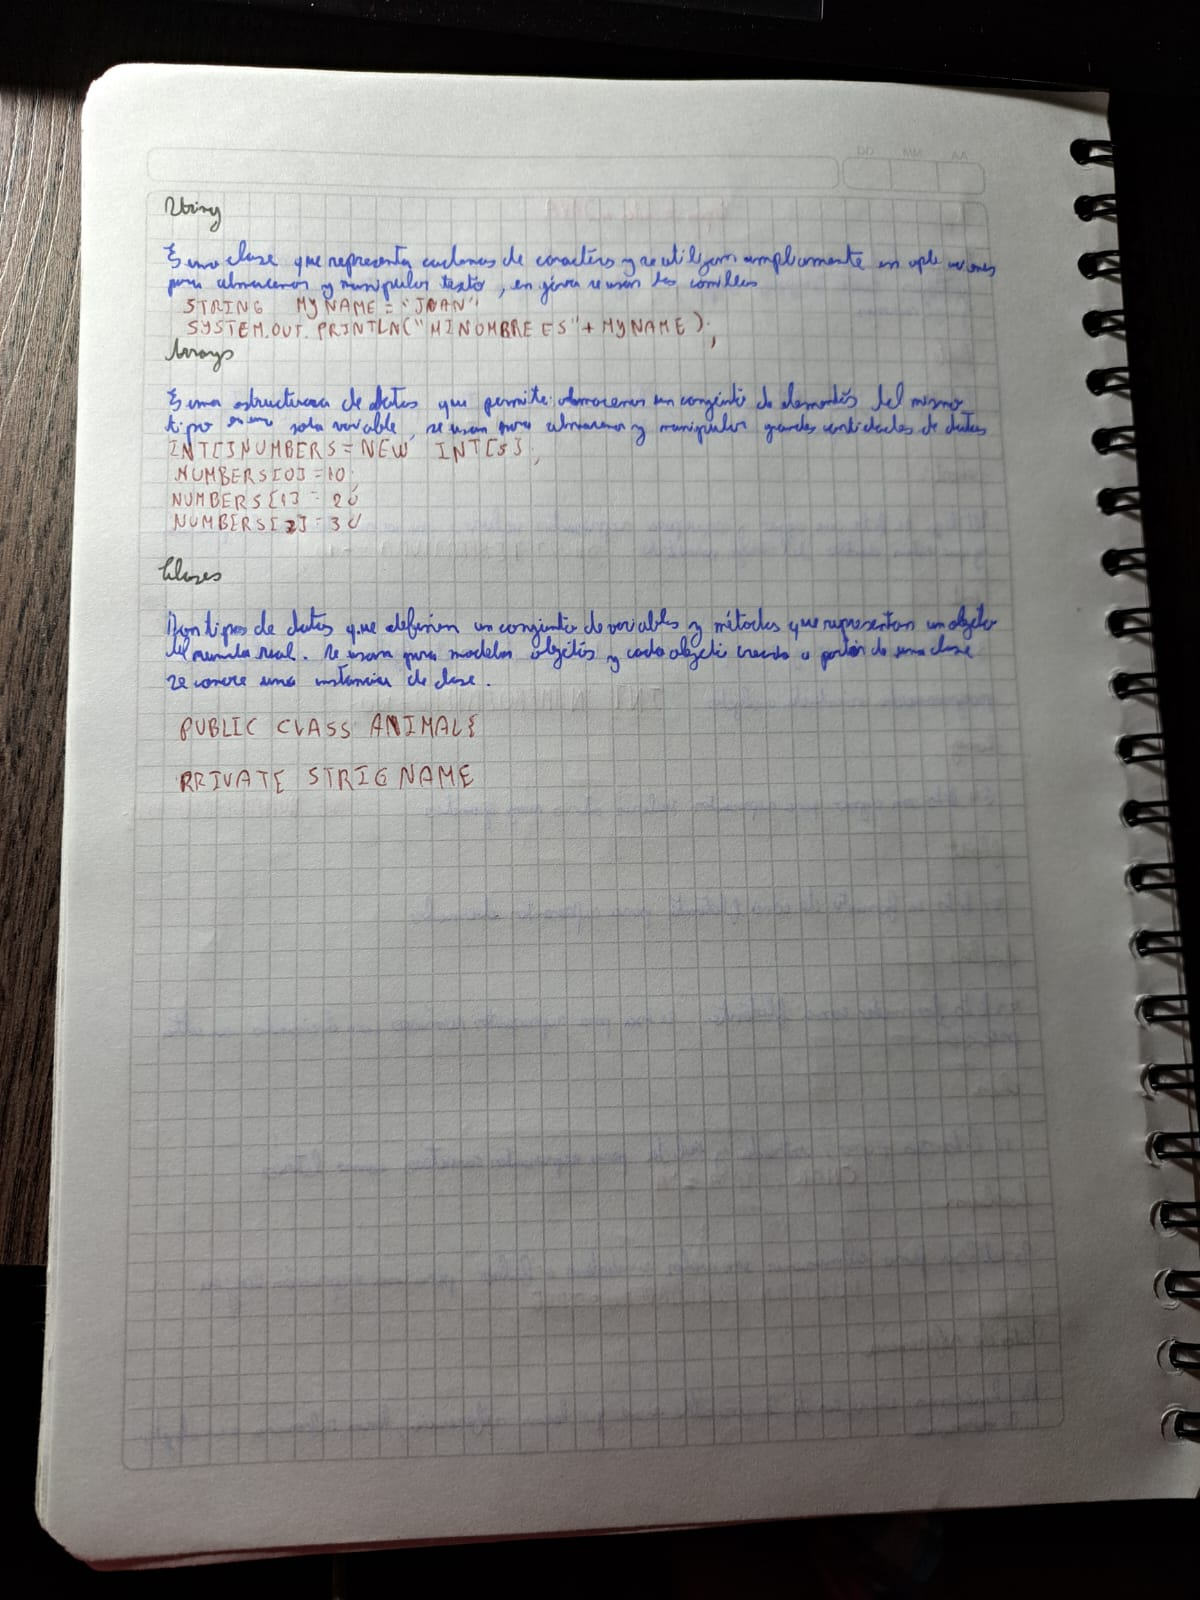 String
Es una clase que representa cadenas de caracteres y se utilizan ampliamente en aplicaciones
para almacenar y manipular texto, en java se usan las comillas
STRING MYNAME = "JOAN"
SYSTEM.OUT.PRINTLN("MI NOMBRE ES" + MYNAME);
Arrays
Es una estructura de datos que permite almacenar un conjunto de elementos del mismo
tipo en una sola variable, se usan para almacenar y manipular grandes cantidades de datos
INT[]NUMBERS = NEW INT[5];
NUMBERS[0] = 10;
NUMBERS[1] = 20
NUMBERS[2] = 30
Clases
Son tipos de datos que definen un conjunto de variables y métodos que representan un objeto
del mundo real. Se usan para modelar objetos y cada objeto creado a partir de una clase
se conoce una instancia de clase.
PUBLIC CLASS ANIMAL{
PRIVATE STRIG NAME